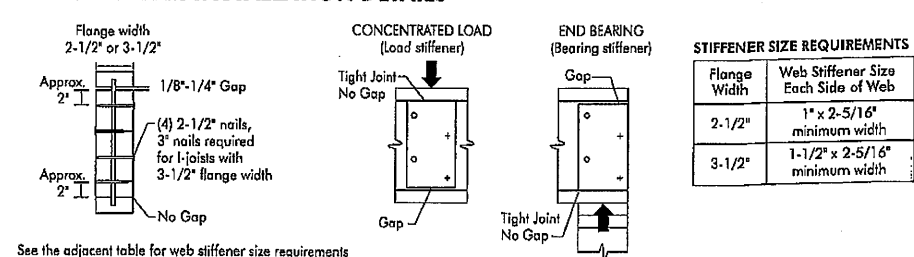 Flange width
2-1/2" or 3-1/2"
Approx.
2"
1/8"-1/4" Gap
(4) 2-1/2" nails,
3" nails required
for I-joists with
3-1/2" flange width
Approx.
2"
No Gap
See the adjacent table for web stiffener size requirements
CONCENTRATED LOAD
(Load stiffener)
Tight Joint
No Gap
Gap
END BEARING
(Bearing stiffener)
Gap
Tight Joint
No Gap
STIFFENER SIZE REQUIREMENTS
Flange Width
Web Stiffener Size Each Side of Web
2-1/2"
1" x 2-5/16"
minimum width
3-1/2"
1-1/2" x 2-5/16"
minimum width